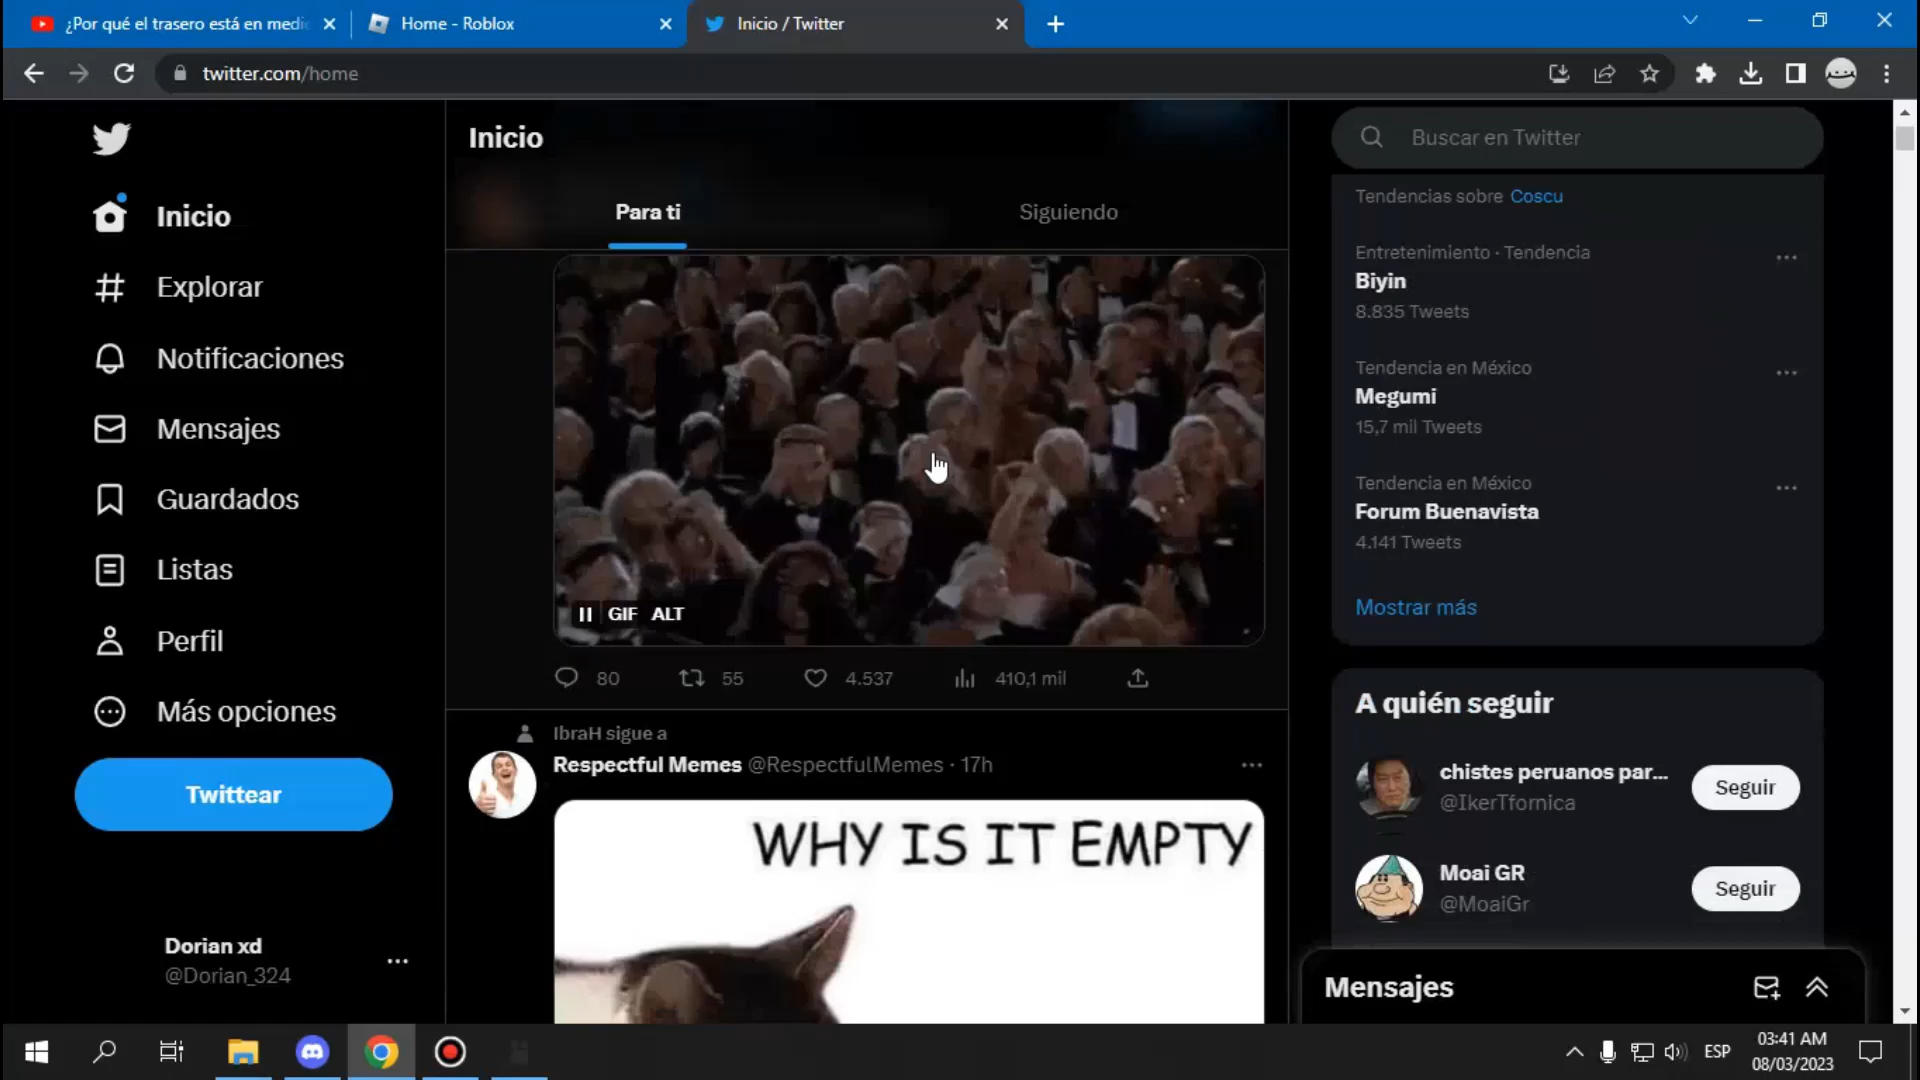 ¿Por qué el trasero está en medi
Home - Roblox
Inicio / Twitter
twitter.com/home
Inicio
Explorar
Notificaciones
Mensajes
Guardados
Listas
Perfil
Más opciones
Twittear
Dorian xd
@Dorian_324
Inicio
Para ti
Siguiendo
GIF ALT
80
55
4.537
410,1 mil
IbraH sigue a
Respectful Memes @RespectfulMemes · 17h
WHY IS IT EMPTY
Buscar en Twitter
Tendencias sobre Coscu
Entretenimiento · Tendencia
Biyin
8.835 Tweets
Tendencia en México
Megumi
15,7 mil Tweets
Tendencia en México
Forum Buenavista
4.141 Tweets
Mostrar más
A quién seguir
chistes peruanos par...
@IkerTfornica
Seguir
Moai GR
@MoaiGr
Seguir
Mensajes
ESP
03:41 AM
08/03/2023